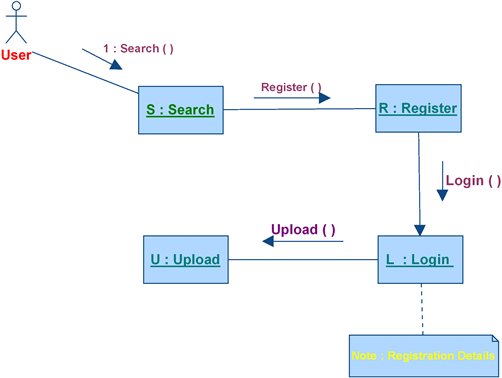 1 : Search ( )
User
Register ( )
S : Search
R : Register
Login ( )
Upload ( )
U : Upload
L : Login
Note : Registration Details